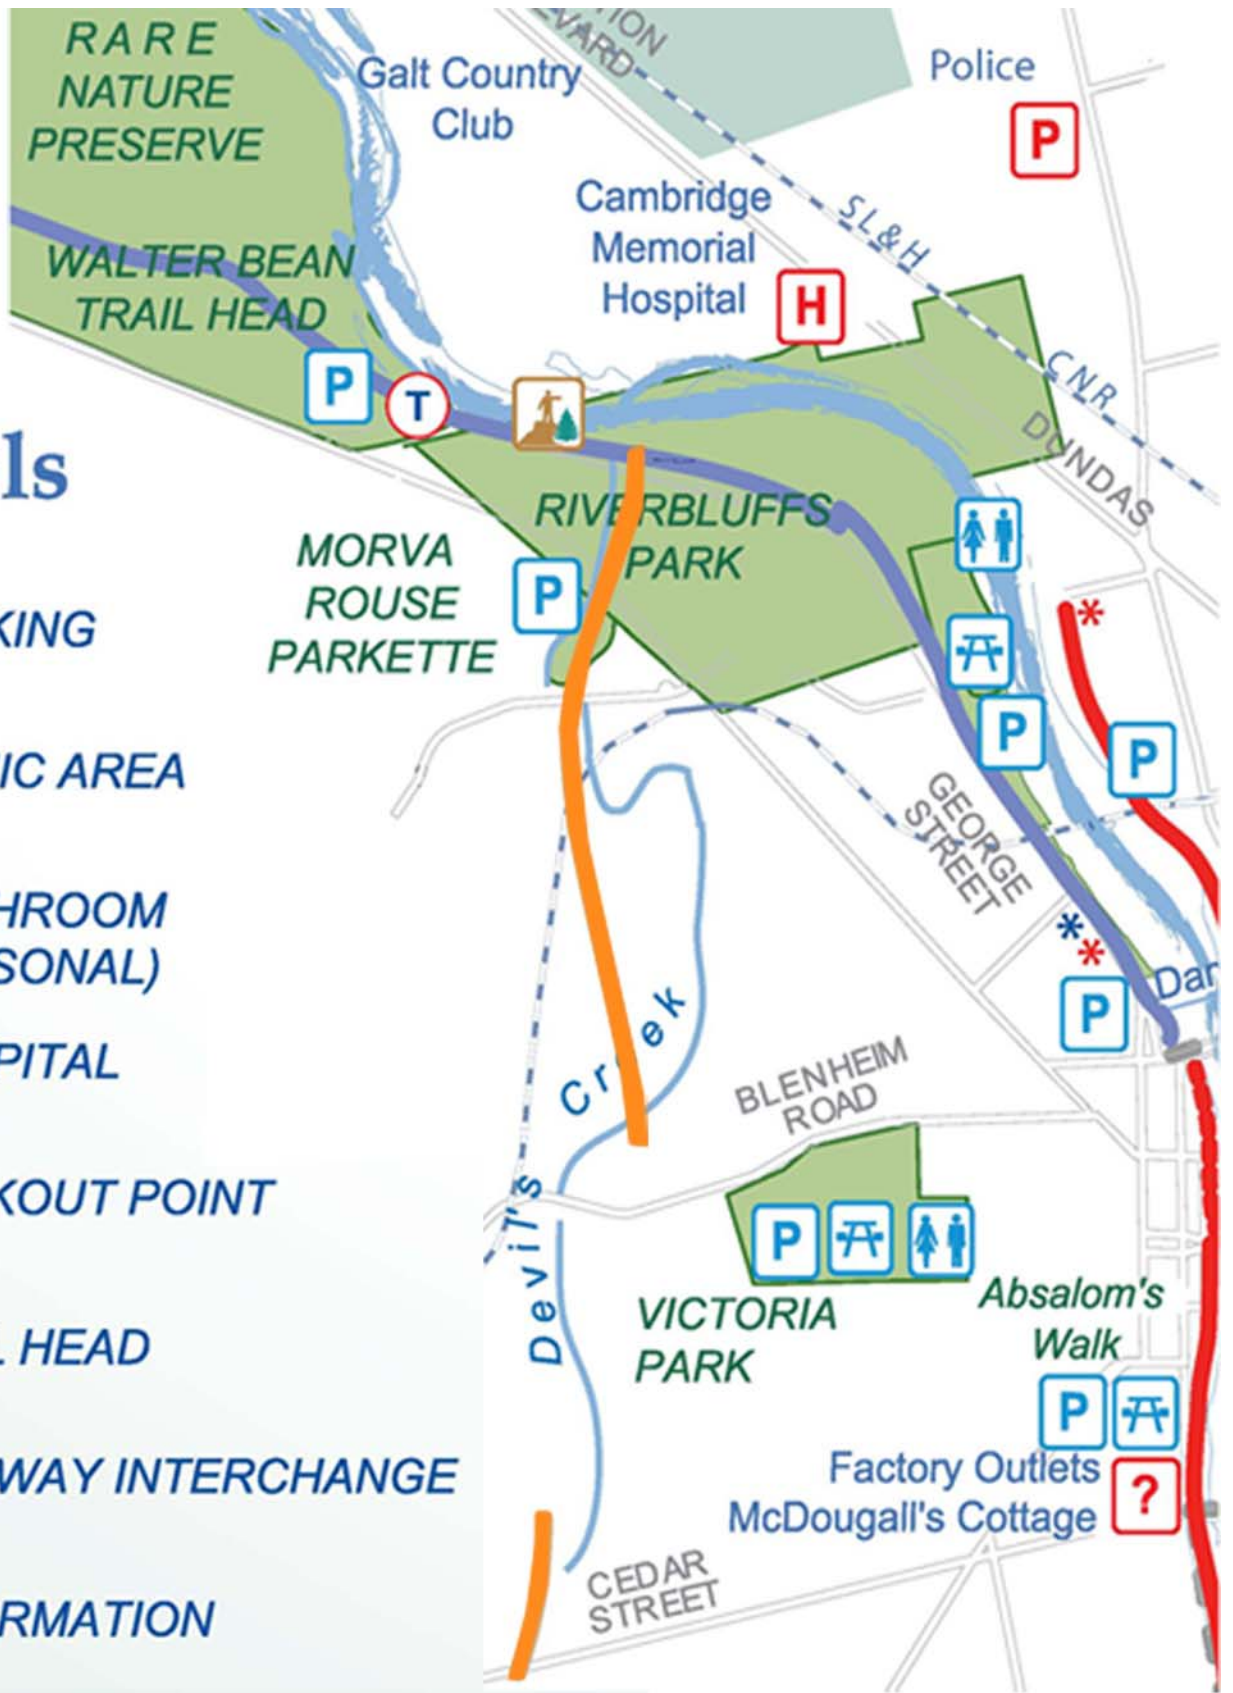 RARE
NATURE
PRESERVE
Galt Country
Club
Police
P
Cambridge
Memorial
Hospital
H
SL&H
WALTER BEAN
TRAIL HEAD
P
T
CNR
DUNDAS
ls
RIVERBLUFFS
PARK
MORVA
ROUSE
PARKETTE
P
KING
*
P
P
IC AREA
GEORGE
STREET
HROOM
SONAL)
*
*
Dam
P
Creek
PITAL
BLENHEIM
ROAD
KOUT POINT
Devil's
P
VICTORIA
PARK
Absalom's
Walk
L HEAD
P
Factory Outlets
McDougall's Cottage
?
WAY INTERCHANGE
CEDAR
STREET
RMATION